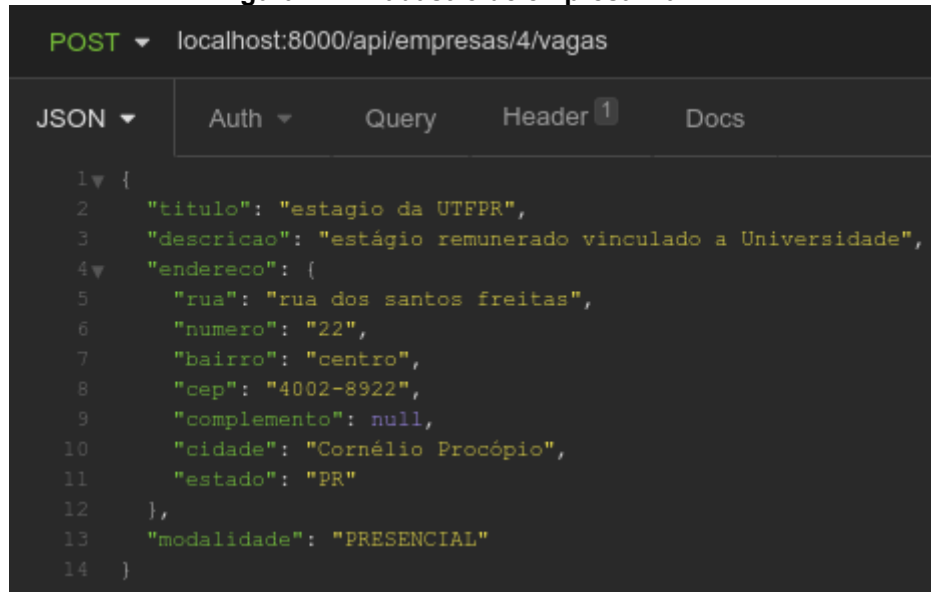 POST localhost:8000/api/empresas/4/vagas
JSON Auth Query Header 1 Docs
1 {
2 "titulo": "estagio da UTFPR",
3 "descricao": "estágio remunerado vinculado a Universidade",
4 "endereco": {
5 "rua": "rua dos santos freitas",
6 "numero": "22",
7 "bairro": "centro",
8 "cep": "4002-8922",
9 "complemento": null,
10 "cidade": "Cornélio Procópio",
11 "estado": "PR"
12 },
13 "modalidade": "PRESENCIAL"
14 }